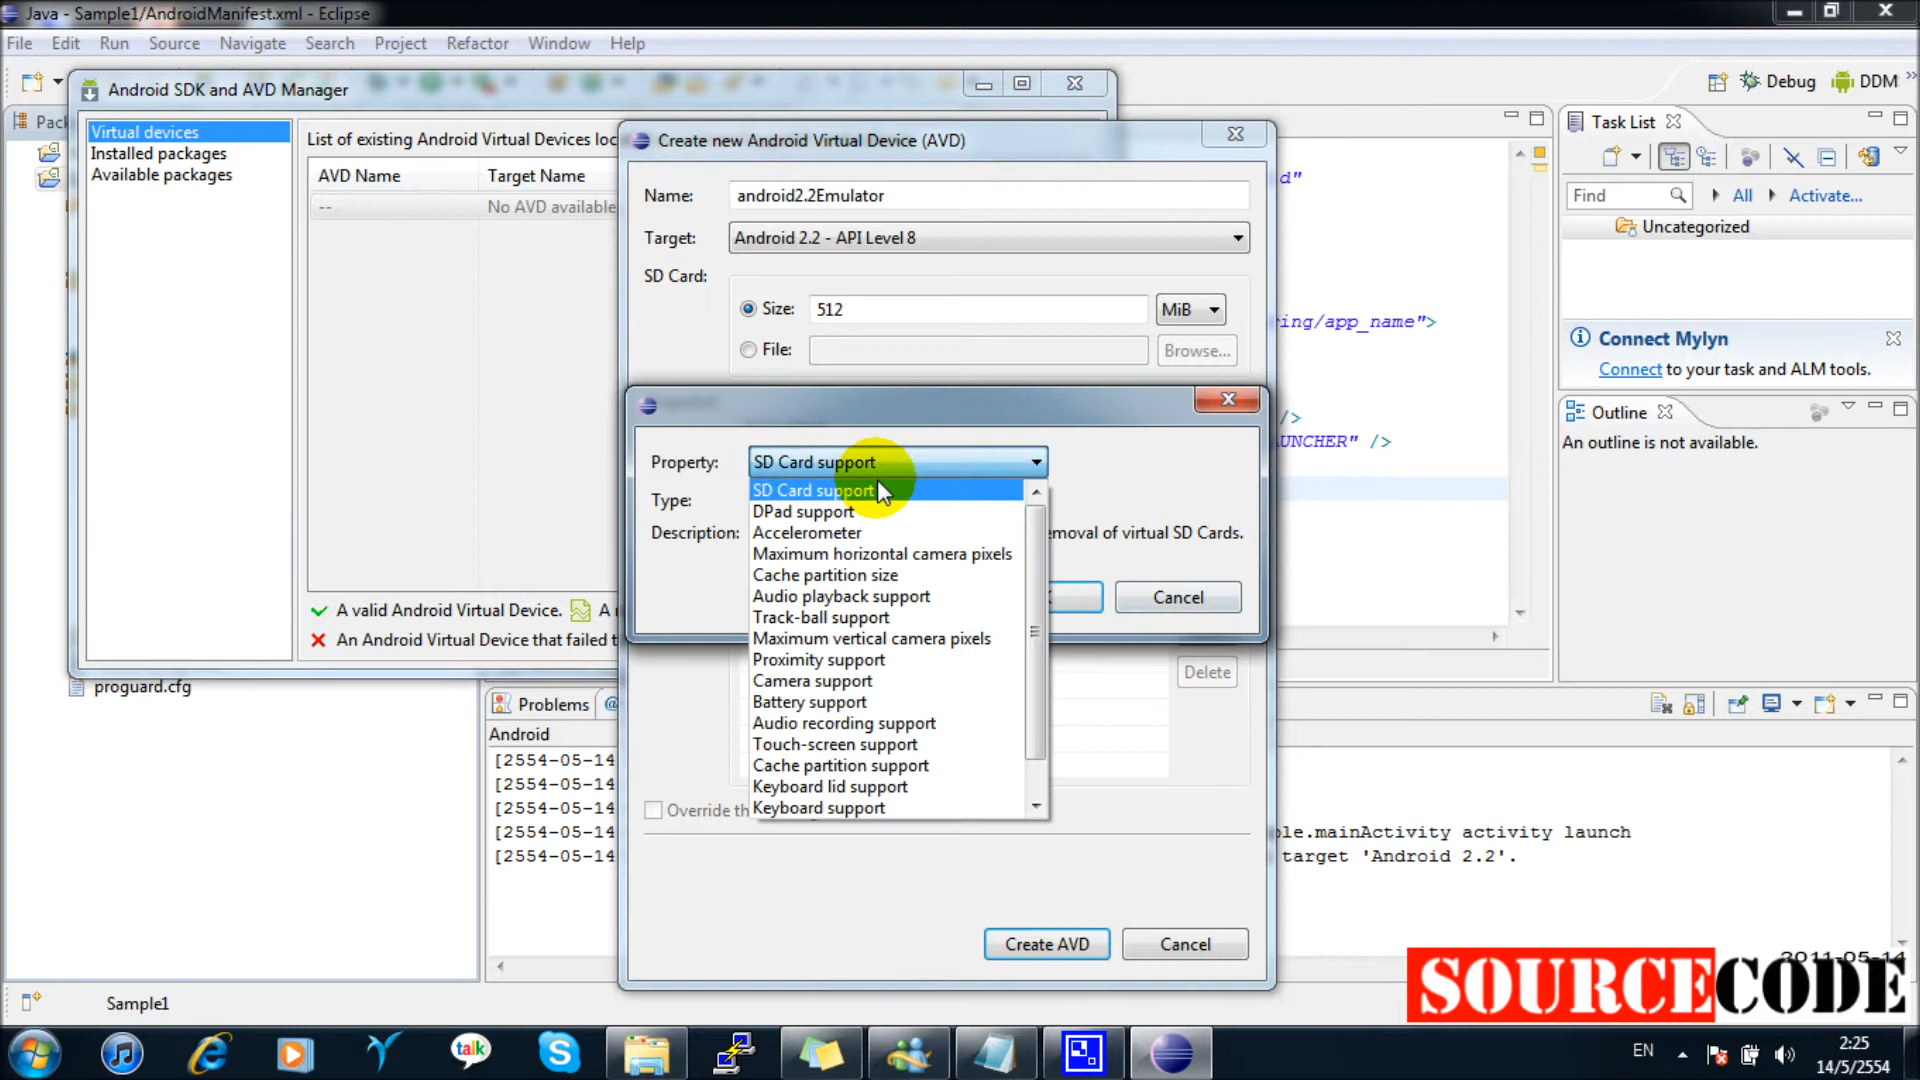 Java - Sample1/AndroidManifest.xml - Eclipse
File Edit Run Source Navigate Search Project Refactor Window Help
Android SDK and AVD Manager
Debug
DDM
Pack
Virtual devices
Installed packages
Available packages
List of existing Android Virtual Devices loc
AVD Name Target Name
-- No AVD available
A valid Android Virtual Device. A
An Android Virtual Device that failed t
Create new Android Virtual Device (AVD)
Name: android2.2Emulator
Target: Android 2.2 - API Level 8
SD Card:
Size: 512 MiB
File: Browse...
Property: SD Card support
Type:
Description: emoval of virtual SD Cards.
SD Card support
DPad support
Accelerometer
Maximum horizontal camera pixels
Cache partition size
Audio playback support
Track-ball support
Maximum vertical camera pixels
Proximity support
Camera support
Battery support
Audio recording support
Touch-screen support
Cache partition support
Keyboard lid support
Keyboard support
Cancel
Delete
Override th
Create AVD Cancel
d"
ing/app_name">
/>
UNCHER" />
Task List
Find All Activate...
Uncategorized
Connect Mylyn
Connect to your task and ALM tools.
Outline
An outline is not available.
proguard.cfg
Problems @
Android
[2554-05-14
[2554-05-14
[2554-05-14
[2554-05-14 ple.mainActivity activity launch
[2554-05-14 target 'Android 2.2'.
2011-05-14
SOURCECODE
Sample1
talk
EN
2:25
14/5/2554